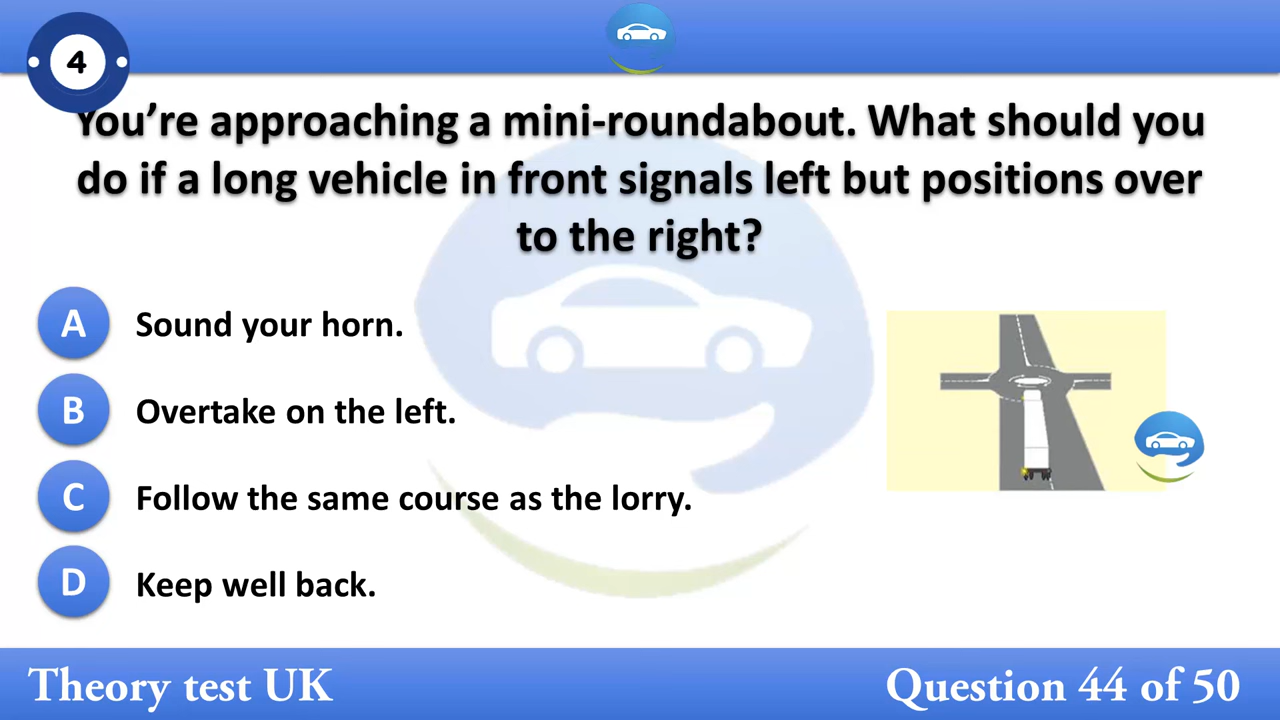 4
You’re approaching a mini-roundabout. What should you
do if a long vehicle in front signals left but positions over
to the right?
A Sound your horn.
B Overtake on the left.
C Follow the same course as the lorry.
D Keep well back.
Theory test UK
Question 44 of 50